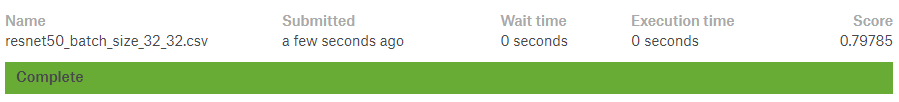 Name Submitted Wait time Execution time Score
resnet50_batch_size_32_32.csv a few seconds ago 0 seconds 0 seconds 0.79785
Complete